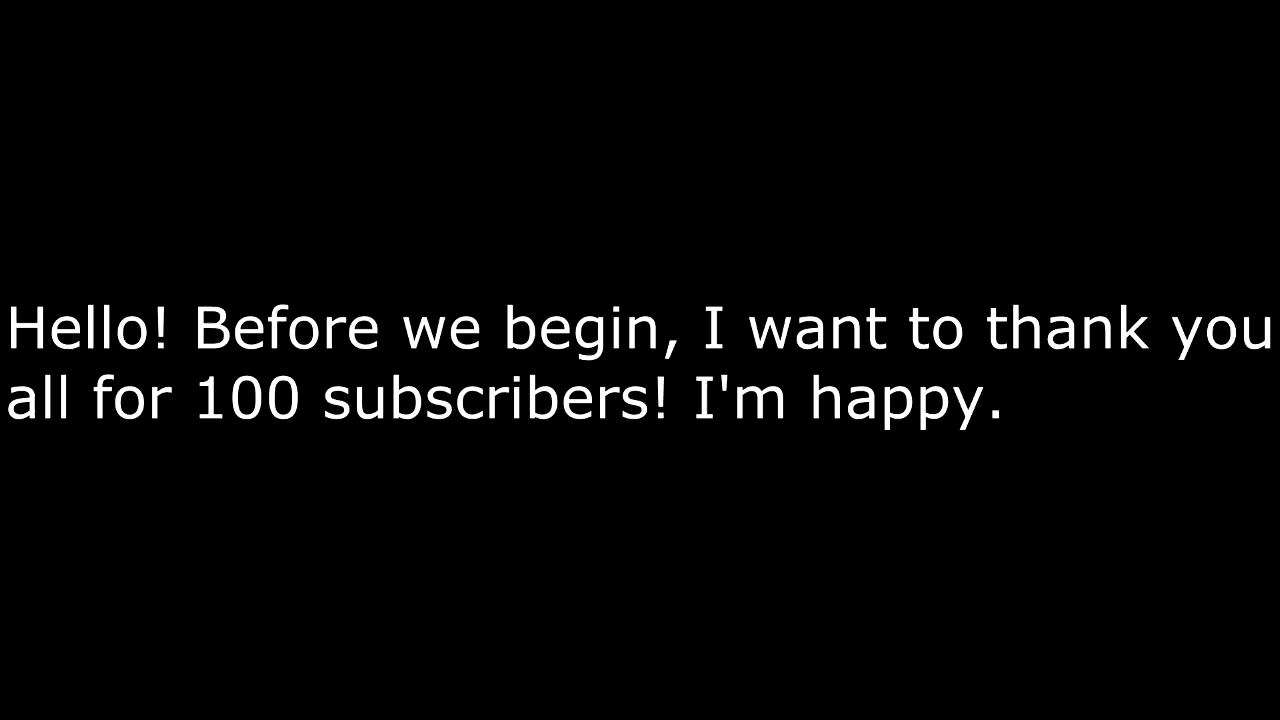 Hello! Before we begin, I want to thank you
all for 100 subscribers! I'm happy.